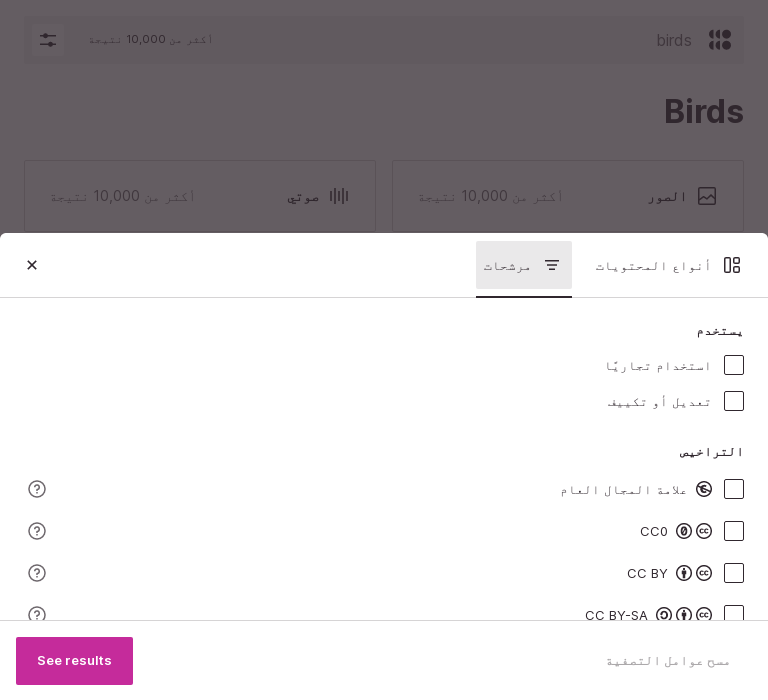 birds
أكثر من 10,000 نتيجة
Birds
الصور
أكثر من 10,000 نتيجة
صوتي
أكثر من 10,000 نتيجة
أنواع المحتويات
مرشحات
يستخدم
استخدام تجاريًا
تعديل أو تكييف
التراخيص
علامة المجال العام
CC0
CC BY
CC BY-SA
مسح عوامل التصفية
See results